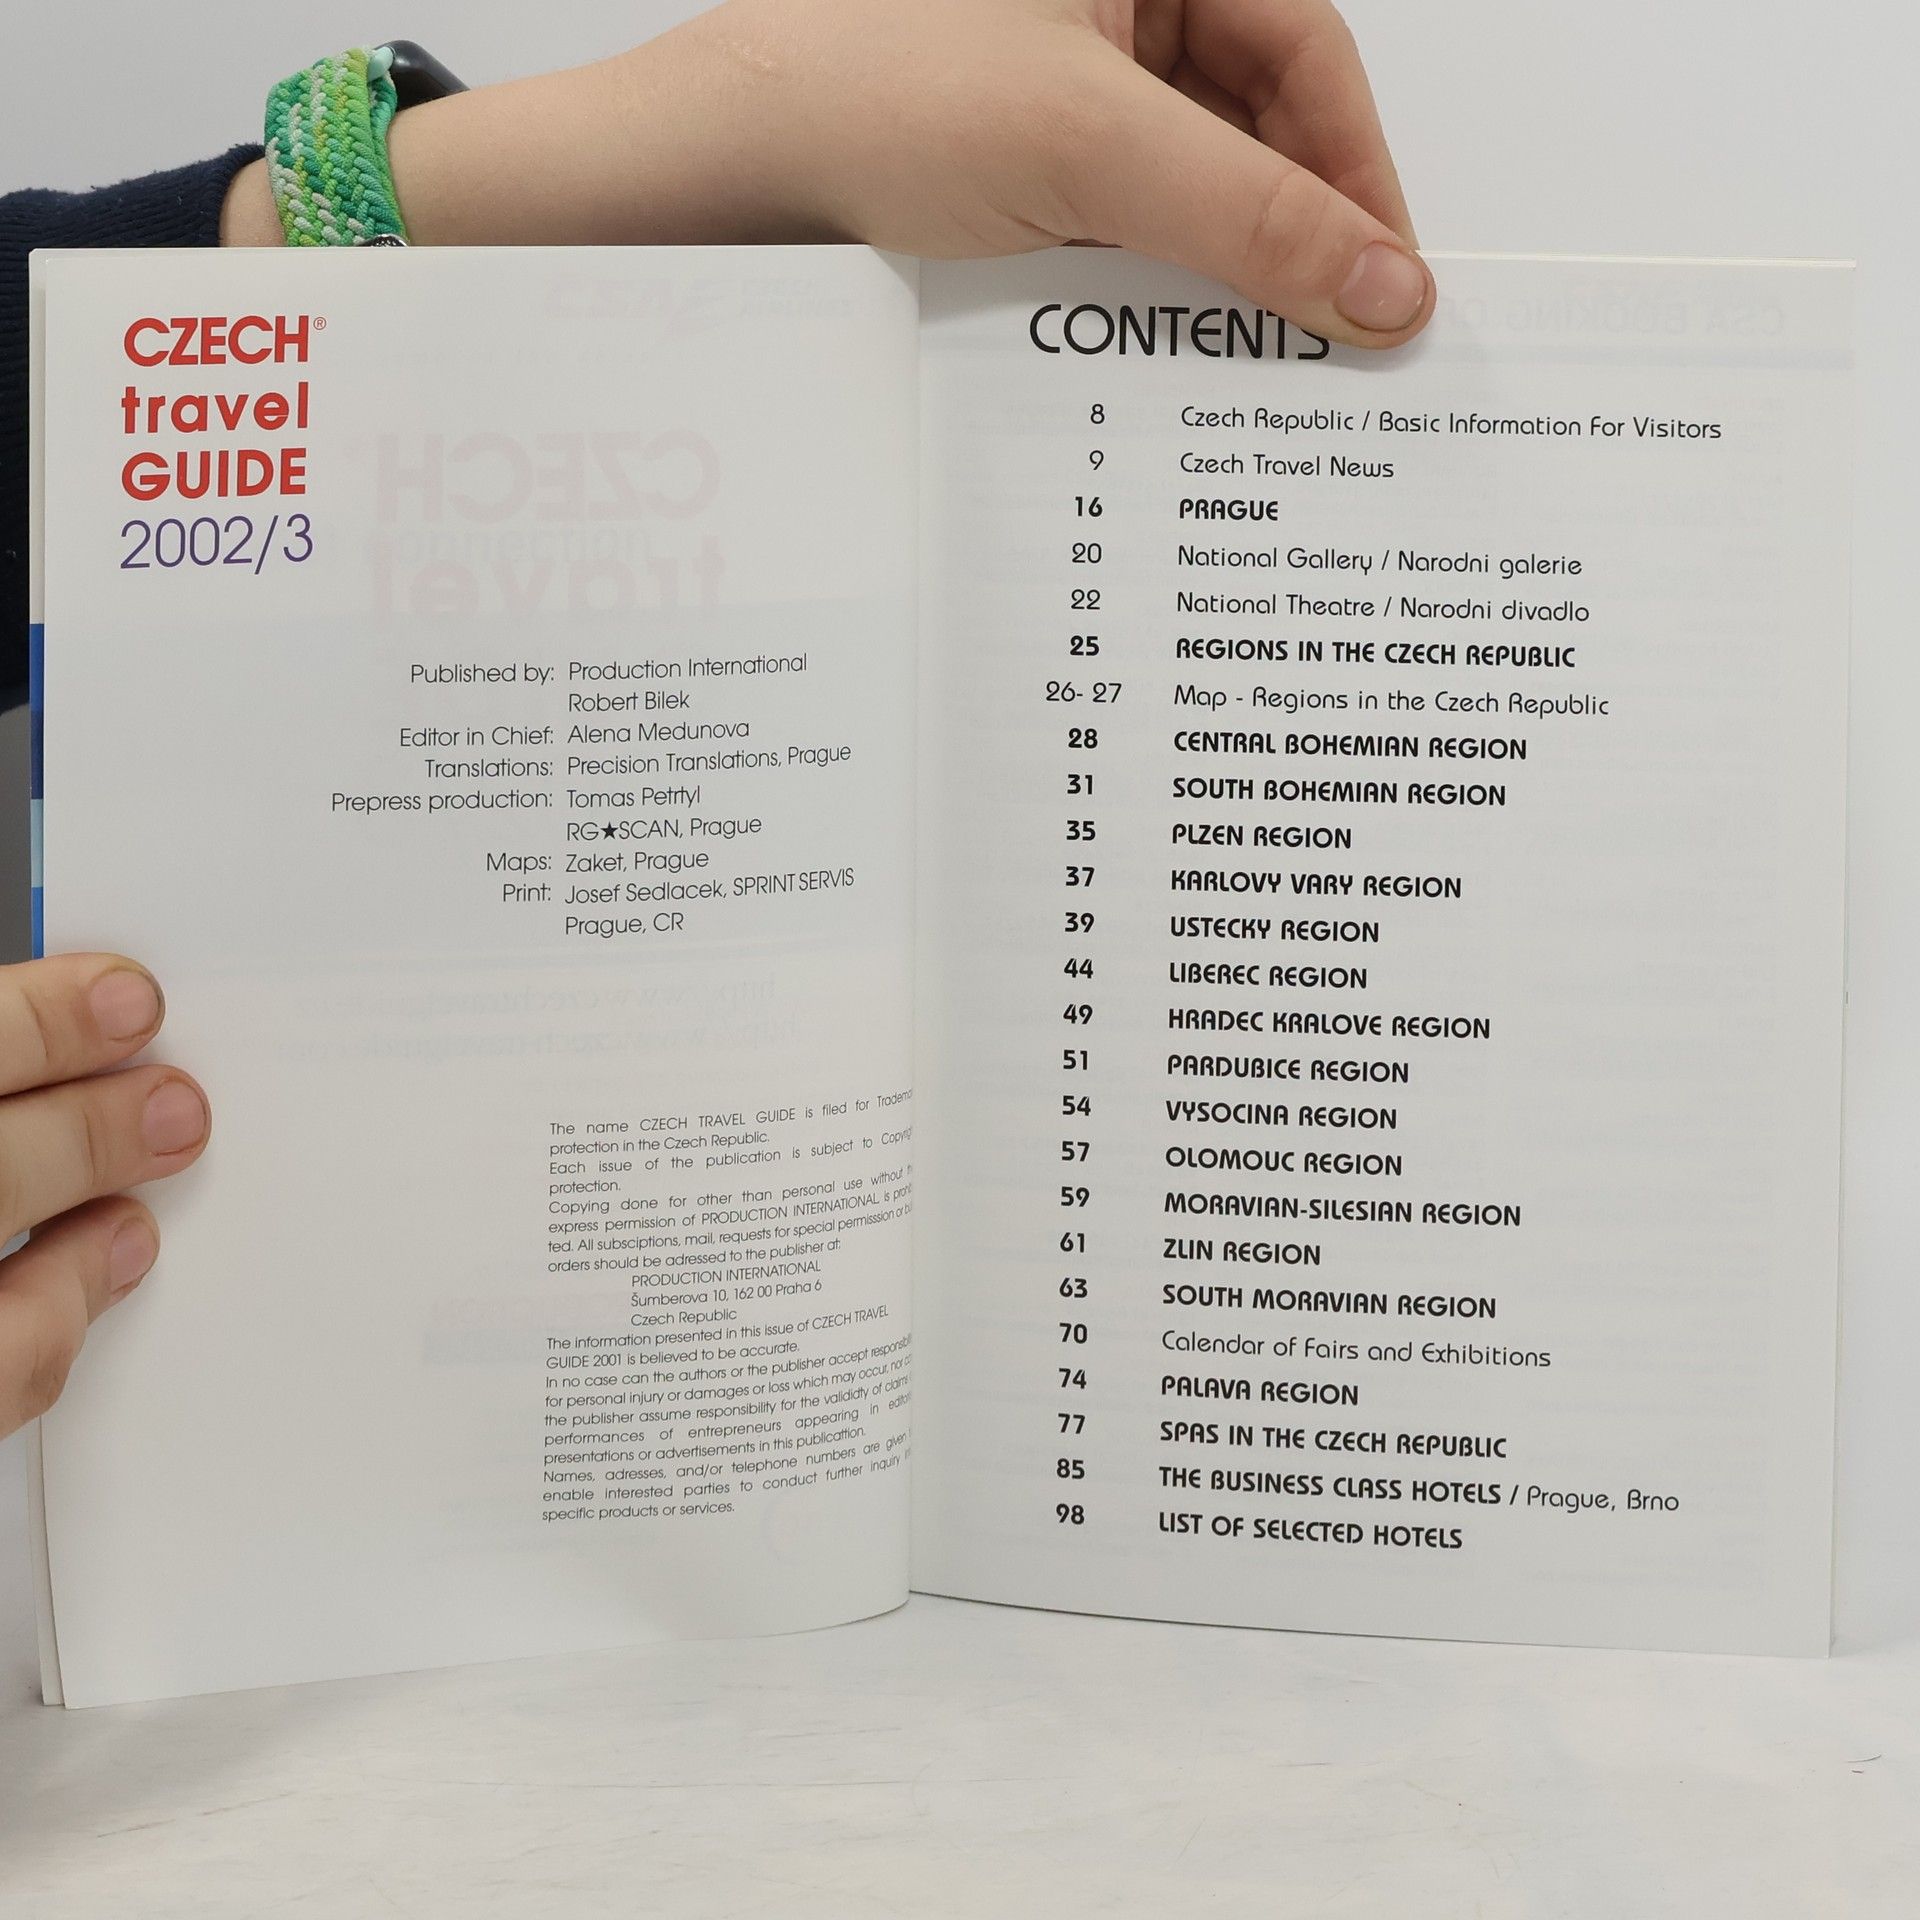 CZECH®
travel
GUIDE
2002/3
Published by: Production International
Robert Bilek
Editor in Chief: Alena Medunova
Translations: Precision Translations, Prague
Prepress production: Tomas Petrtyl
RG★SCAN, Prague
Maps: Zaket, Prague
Print: Josef Sedlacek, SPRINT SERVIS
Prague, CR
The name CZECH TRAVEL GUIDE is filed for
protection in the Czech Republic.
Each issue of the publication is subject to
protection.
Copying done for other than personal use without
express permission of PRODUCTION INTERNATIONAL is
ted. All subsciptions, mail, requests for special permisssion or
orders should be adressed to the publisher at:
PRODUCTION INTERNATIONAL
Šumberova 10, 162 00 Praha 6
Czech Republic
The information presented in this issue of CZECH TRAVEL
GUIDE 2001 is believed to be accurate.
In no case can the authors or the publisher accept
for personal injury or damages or loss which may occur, nor
the publisher assume responsibility for the valididty of claims
performances of entrepreneurs appearing in
presentations or advertisements in this publicattion.
Names, adresses, and/or telephone numbers are given
enable interested parties to conduct further inquiry
specific products or services.
CONTENTS
8 Czech Republic / Basic Information For Visitors
9 Czech Travel News
16 PRAGUE
20 National Gallery / Narodni galerie
22 National Theatre / Narodni divadlo
25 REGIONS IN THE CZECH REPUBLIC
26- 27 Map - Regions in the Czech Republic
28 CENTRAL BOHEMIAN REGION
31 SOUTH BOHEMIAN REGION
35 PLZEN REGION
37 KARLOVY VARY REGION
39 USTECKY REGION
44 LIBEREC REGION
49 HRADEC KRALOVE REGION
51 PARDUBICE REGION
54 VYSOCINA REGION
57 OLOMOUC REGION
59 MORAVIAN-SILESIAN REGION
61 ZLIN REGION
63 SOUTH MORAVIAN REGION
70 Calendar of Fairs and Exhibitions
74 PALAVA REGION
77 SPAS IN THE CZECH REPUBLIC
85 THE BUSINESS CLASS HOTELS / Prague, Brno
98 LIST OF SELECTED HOTELS